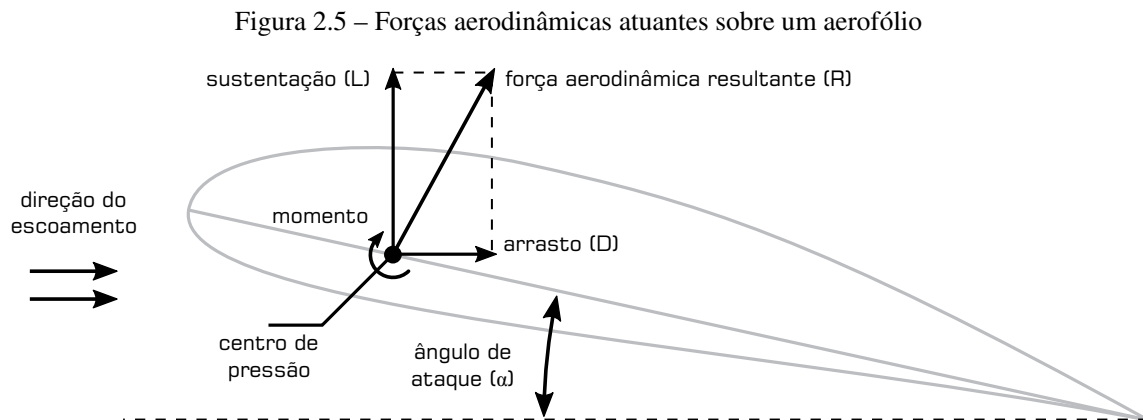 Figura 2.5 – Forças aerodinâmicas atuantes sobre um aerofólio
sustentação (L)
força aerodinâmica resultante (R)
direção do
escoamento
momento
arrasto (D)
centro de
pressão
ângulo de
ataque (α)